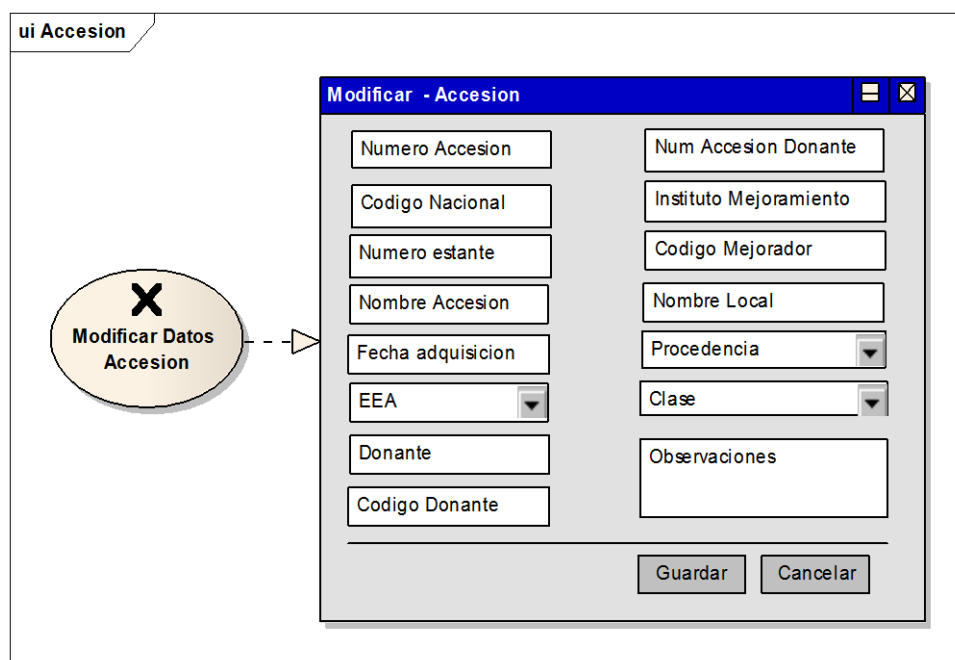 ui Accesion
Modificar Datos
Accesion
Modificar - Accesion
Numero Accesion
Codigo Nacional
Numero estante
Nombre Accesion
Fecha adquisicion
EEA
Donante
Codigo Donante
Num Accesion Donante
Instituto Mejoramiento
Codigo Mejorador
Nombre Local
Procedencia
Clase
Observaciones
Guardar
Cancelar